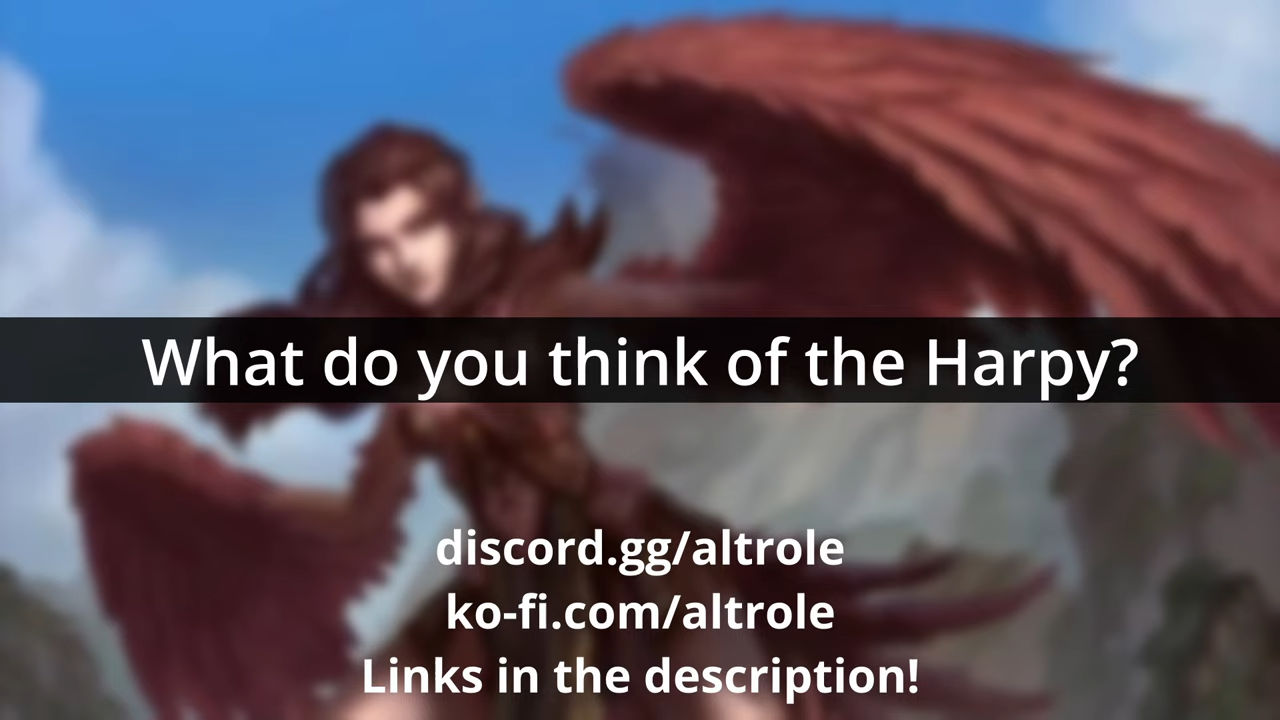 What do you think of the Harpy?
discord.gg/altrole
ko-fi.com/altrole
Links in the description!